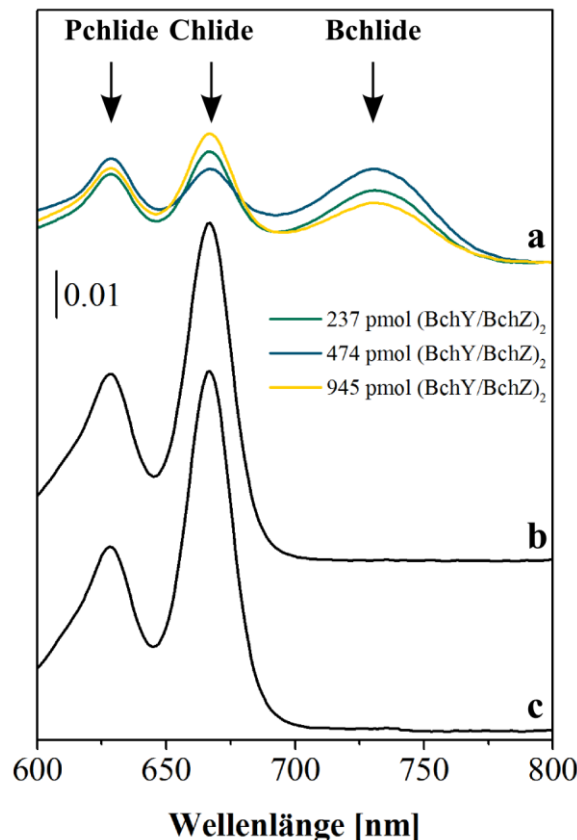 Pchlide Chlide Bchlide
a
0.01
237 pmol (BchY/BchZ)2
474 pmol (BchY/BchZ)2
945 pmol (BchY/BchZ)2
b
c
600 650 700 750 800
Wellenlänge [nm]